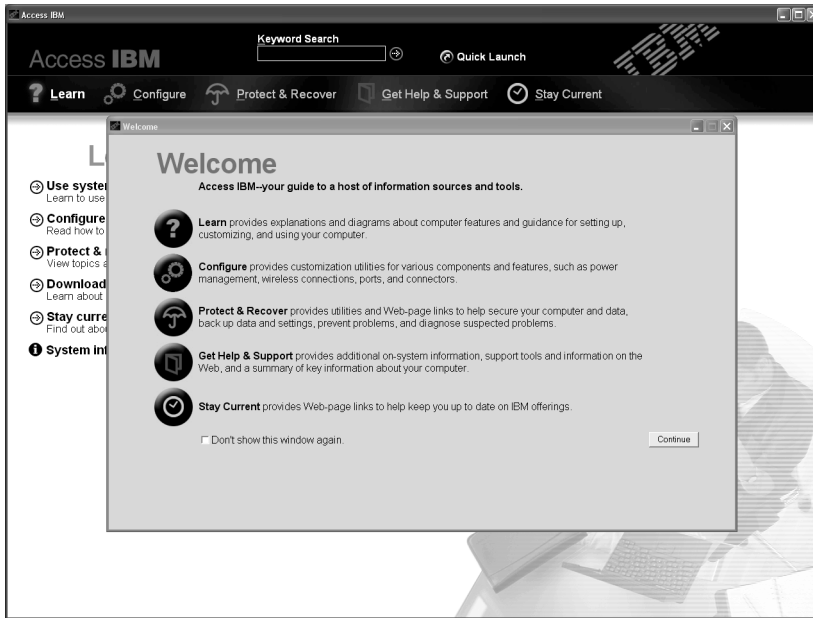 Access IBM
Keyword Search
Access IBM
Quick Launch
IBM
Learn Configure Protect & Recover Get Help & Support Stay Current
Welcome
Welcome
Access IBM--your guide to a host of information sources and tools.
Use
Learn to use
Learn provides explanations and diagrams about computer features and guidance for setting up,
customizing, and using your computer.
Configure
Read how to
Configure provides customization utilities for various components and features, such as power
management, wireless connections, ports, and connectors.
Protect &
View topics
Download
Learn about
Protect & Recover provides utilities and Web-page links to help secure your computer and data,
back up data and settings, prevent problems, and diagnose suspected problems.
Stay
Find out
System
Get Help & Support provides additional on-system information, support tools and information on the
Web, and a summary of key information about your computer.
Stay Current provides Web-page links to help keep you up to date on IBM offerings.
Don't show this window again.
Continue